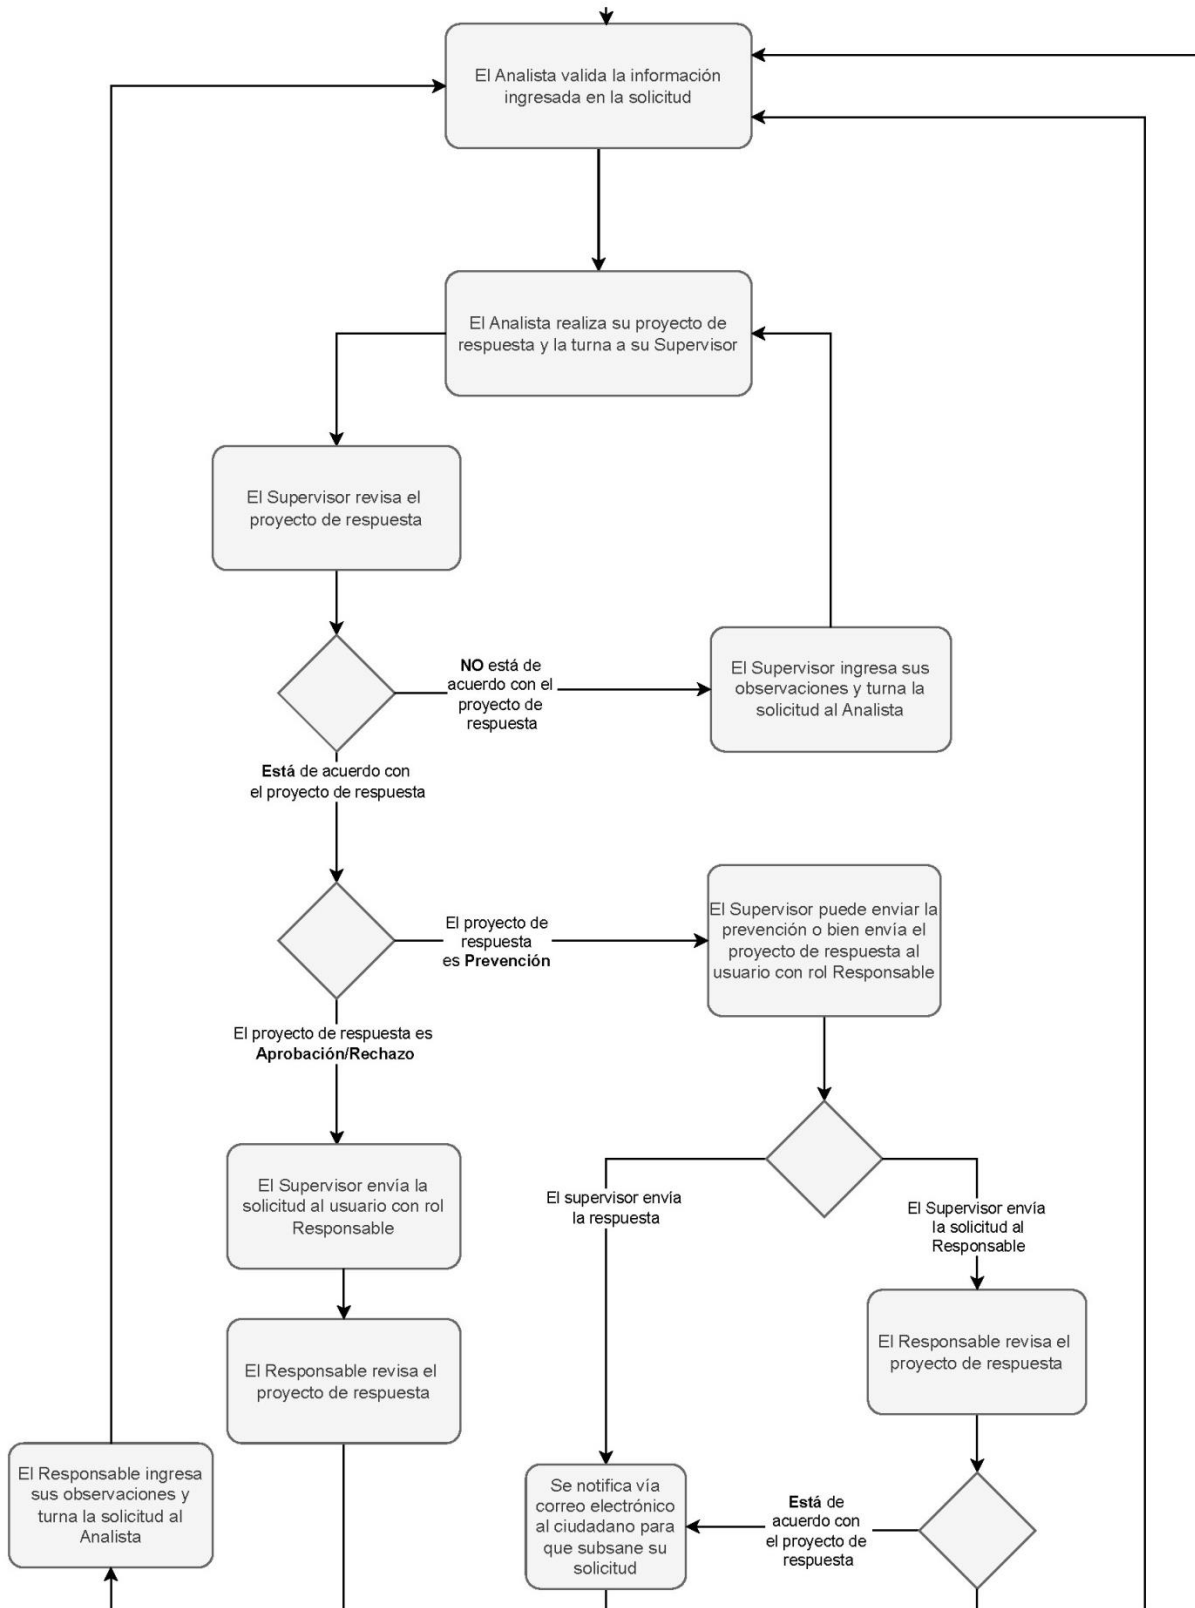 El Analista valida la información
ingresada en la solicitud
El Analista realiza su proyecto de
respuesta y la turna a su Supervisor
El Supervisor revisa el
proyecto de respuesta
NO está de
acuerdo con el
proyecto de
respuesta
El Supervisor ingresa sus
observaciones y turna la
solicitud al Analista
Está de acuerdo con
el proyecto de respuesta
El proyecto de
respuesta
es Prevención
El Supervisor puede enviar la
prevención o bien envía el
proyecto de respuesta al
usuario con rol Responsable
El proyecto de respuesta es
Aprobación/Rechazo
El Supervisor envía la
solicitud al usuario con rol
Responsable
El supervisor envía
la respuesta
El Supervisor envía
la solicitud al
Responsable
El Responsable revisa el
proyecto de respuesta
El Responsable revisa el
proyecto de respuesta
El Responsable ingresa
sus observaciones y
turna la solicitud al
Analista
Se notifica vía
correo electrónico
al ciudadano para
que subsane su
solicitud
Está de
acuerdo con
el proyecto de
respuesta